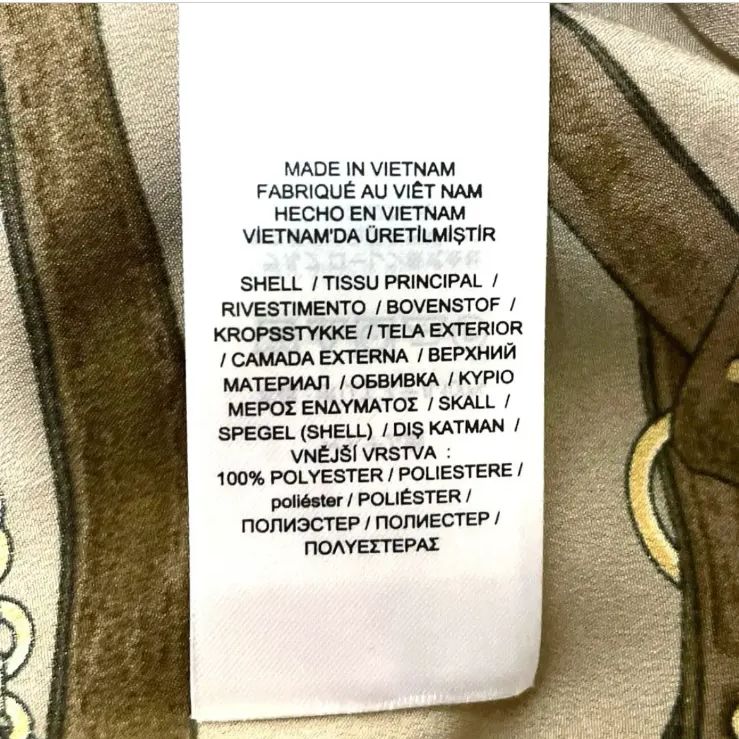 MADE IN VIETNAM
FABRIQUÉ AU VIÊT NAM
HECHO EN VIETNAM
VİETNAM'DA ÜRETİLMİŞTİR
SHELL / TISSU PRINCIPAL /
RIVESTIMENTO / BOVENSTOF /
KROPSSTYKKE / TELA EXTERIOR
/ CAMADA EXTERNA / ВЕРХНИЙ
МАТЕРИАЛ / ОБВИВКА / ΚΥΡΙΟ
ΜΕΡΟΣ ΕΝΔΥΜΑΤΟΣ / SKALL /
SPEGEL (SHELL) / DIŞ KATMAN /
VNĚJŠÍ VRSTVA :
100% POLYESTER / POLIESTERE /
poliéster / POLIÉSTER /
ПОЛИЭСТЕР / ПОЛИЕСТЕР /
ΠΟΛΥΕΣΤΕΡΑΣ